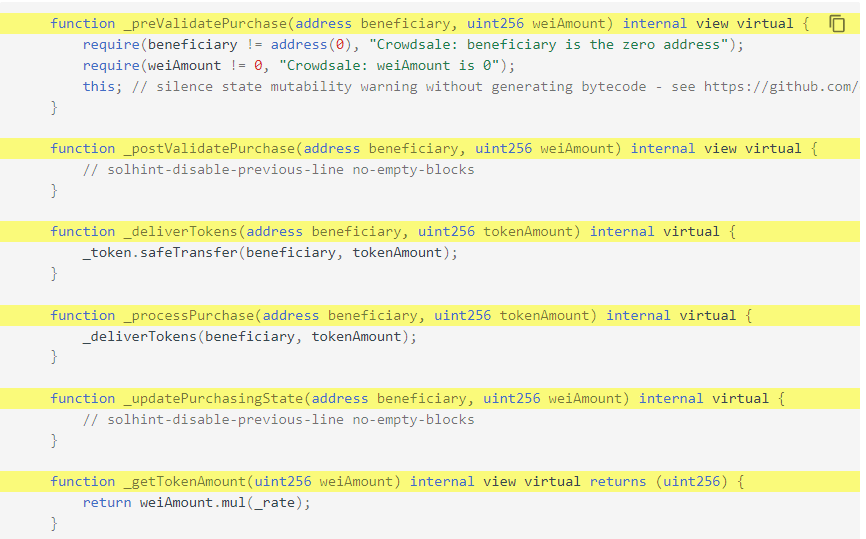 function _preValidatePurchase(address beneficiary, uint256 weiAmount) internal view virtual {
require(beneficiary != address(0), "Crowdsale: beneficiary is the zero address");
require(weiAmount != 0, "Crowdsale: weiAmount is 0");
this; // silence state mutability warning without generating bytecode - see https://github.com/
}
function _postValidatePurchase(address beneficiary, uint256 weiAmount) internal view virtual {
// solhint-disable-previous-line no-empty-blocks
}
function _deliverTokens(address beneficiary, uint256 tokenAmount) internal virtual {
_token.safeTransfer(beneficiary, tokenAmount);
}
function _processPurchase(address beneficiary, uint256 tokenAmount) internal virtual {
_deliverTokens(beneficiary, tokenAmount);
}
function _updatePurchasingState(address beneficiary, uint256 weiAmount) internal virtual {
// solhint-disable-previous-line no-empty-blocks
}
function _getTokenAmount(uint256 weiAmount) internal view virtual returns (uint256) {
return weiAmount.mul(_rate);
}